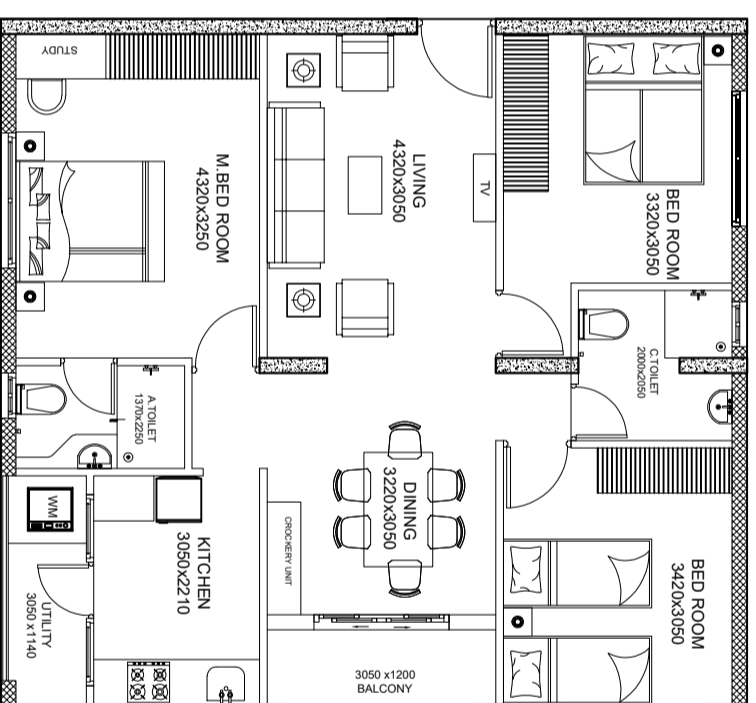 STUDY
M.BED ROOM
4320x3250
LIVING
4320x3050
TV
BED ROOM
3320x3050
C.TOILET
2000x2050
A.TOILET
1370x2250
DINING
3220x3050
CROCKERY UNIT
WM
KITCHEN
3050x2210
UTILITY
3050 x1140
BED ROOM
3420x3050
3050 x1200
BALCONY